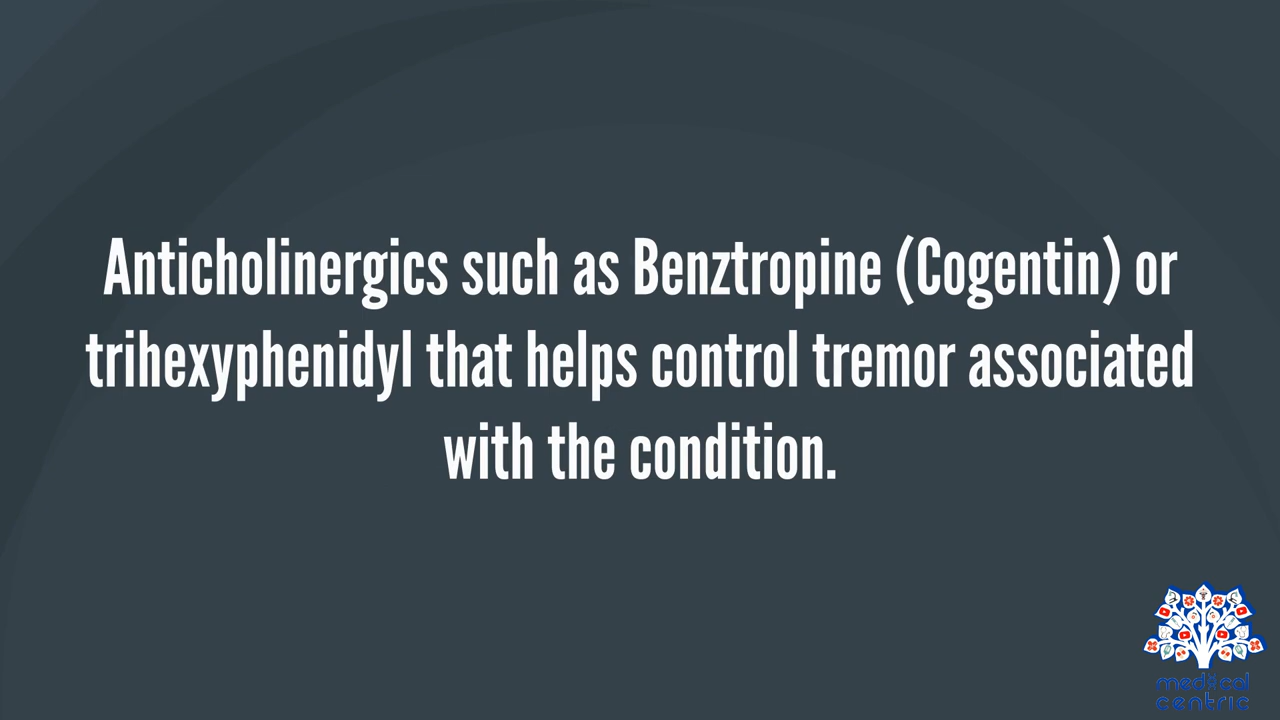 Anticholinergics such as Benztropine (Cogentin) or
trihexyphenidyl that helps control tremor associated
with the condition.
medical
centric